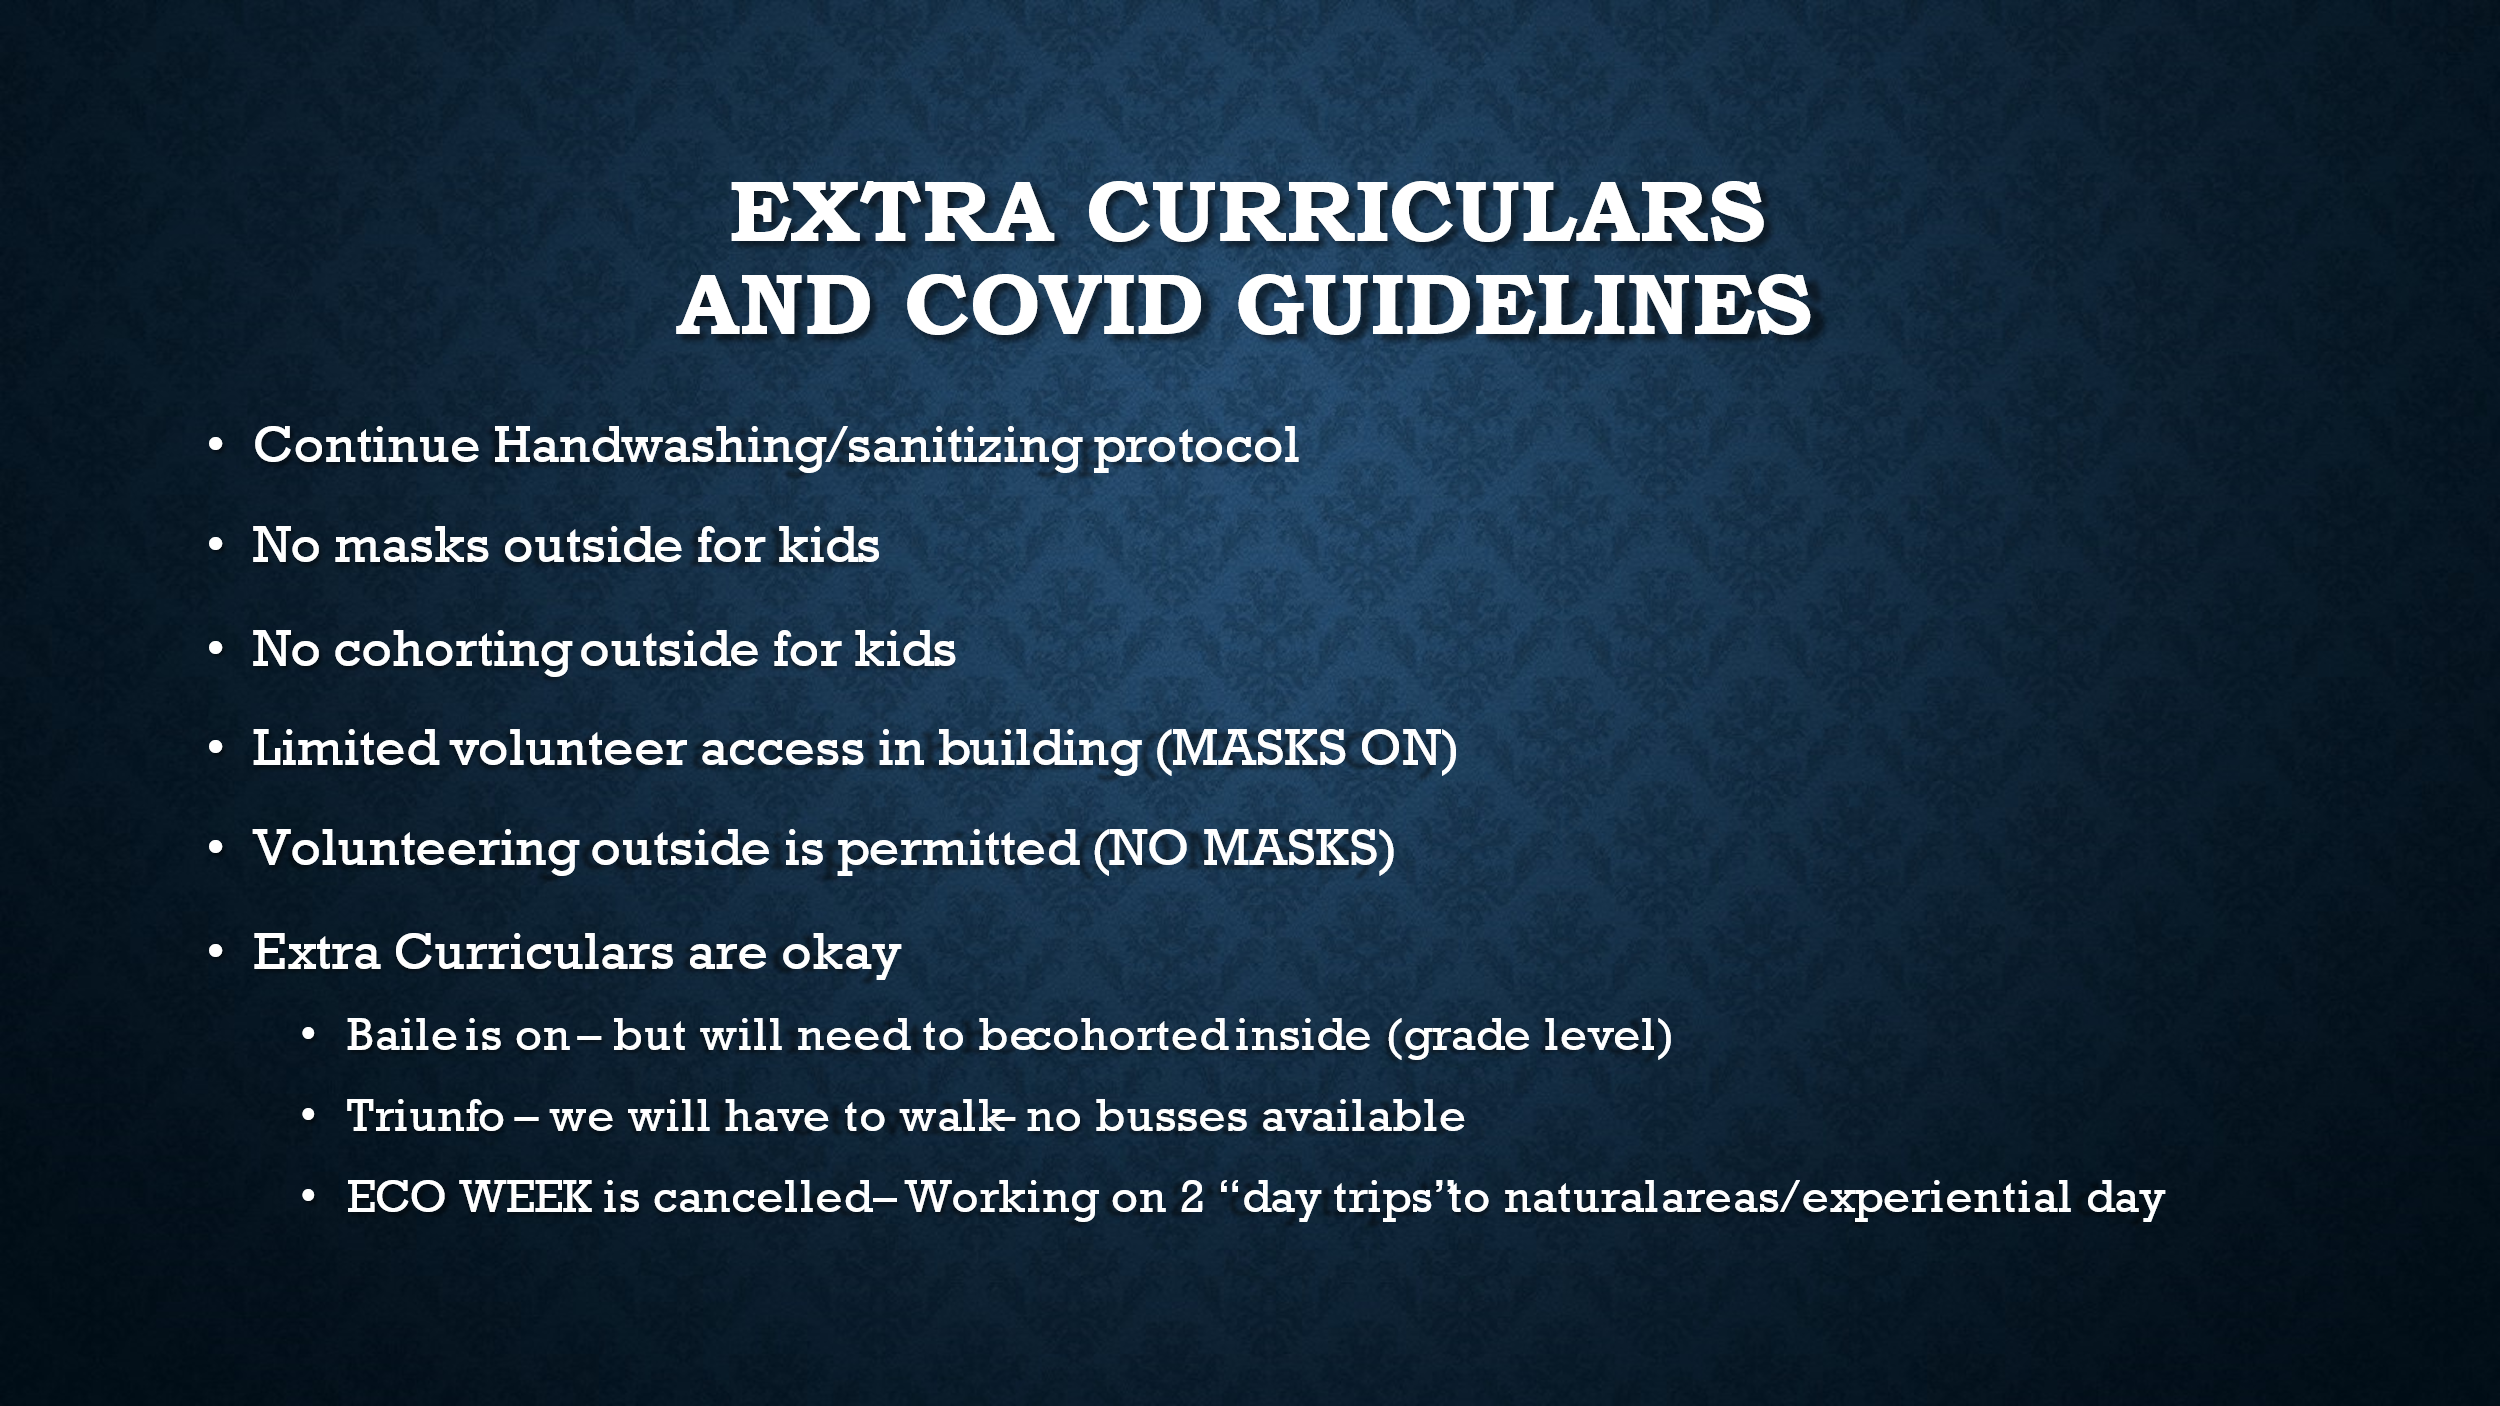 EXTRA CURRICULARS
AND COVID GUIDELINES
• Continue Handwashing/sanitizing protocol
• No masks outside for kids
• No cohorting outside for kids
• Limited volunteer access in building (MASKS ON)
• Volunteering outside is permitted (NO MASKS)
• Extra Curriculars are okay
• Baile is on – but will need to be cohorted inside (grade level)
• Triunfo – we will have to walk – no busses available
• ECO WEEK is cancelled – Working on 2 “day trips” to natural areas/experiential day